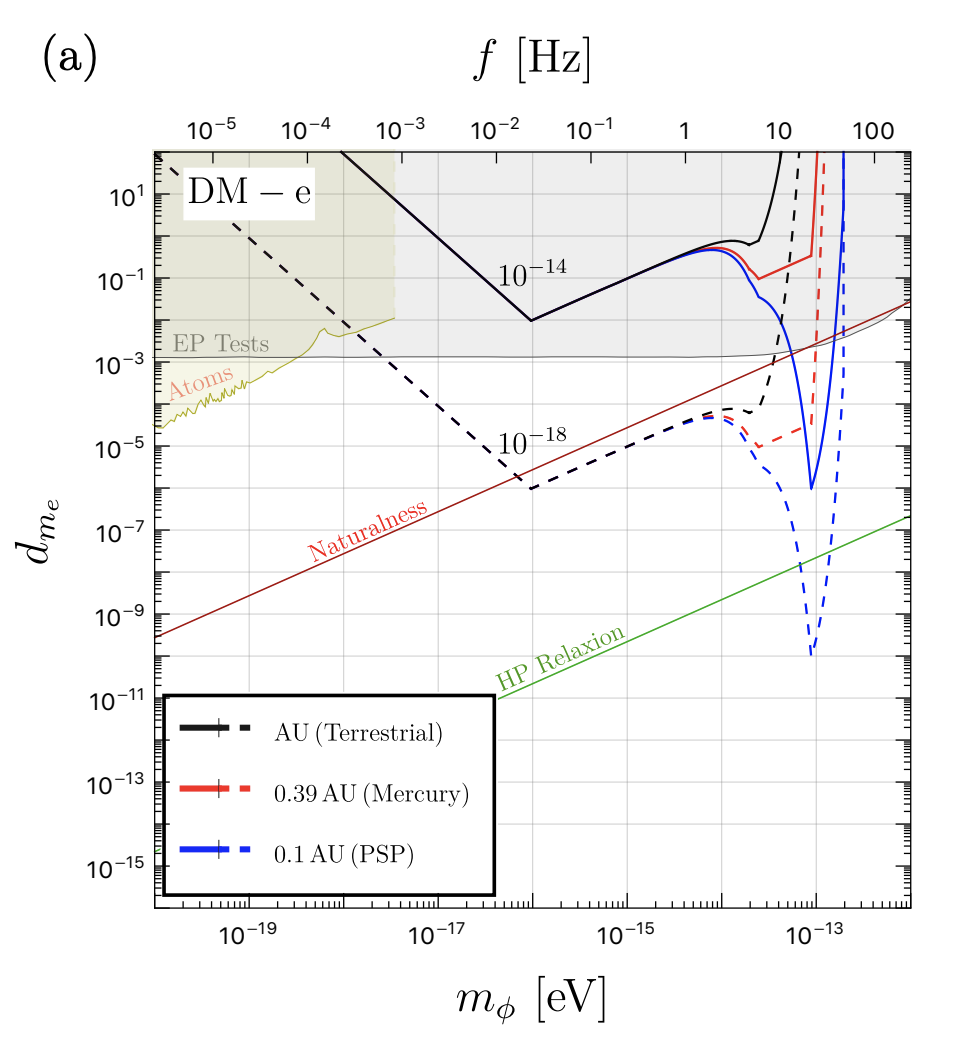 (a)
f [Hz]
10⁻⁵ 10⁻⁴ 10⁻³ 10⁻² 10⁻¹ 1 10 100
DM − e
10¹
10⁻¹
10⁻³
10⁻⁵
10⁻⁷
10⁻⁹
10⁻¹¹
10⁻¹³
10⁻¹⁵
d_{m_e}
10⁻¹⁴
EP Tests
Atoms
10⁻¹⁸
Naturalness
HP Relaxion
AU (Terrestrial)
0.39 AU (Mercury)
0.1 AU (PSP)
10⁻¹⁹ 10⁻¹⁷ 10⁻¹⁵ 10⁻¹³
m_ϕ [eV]